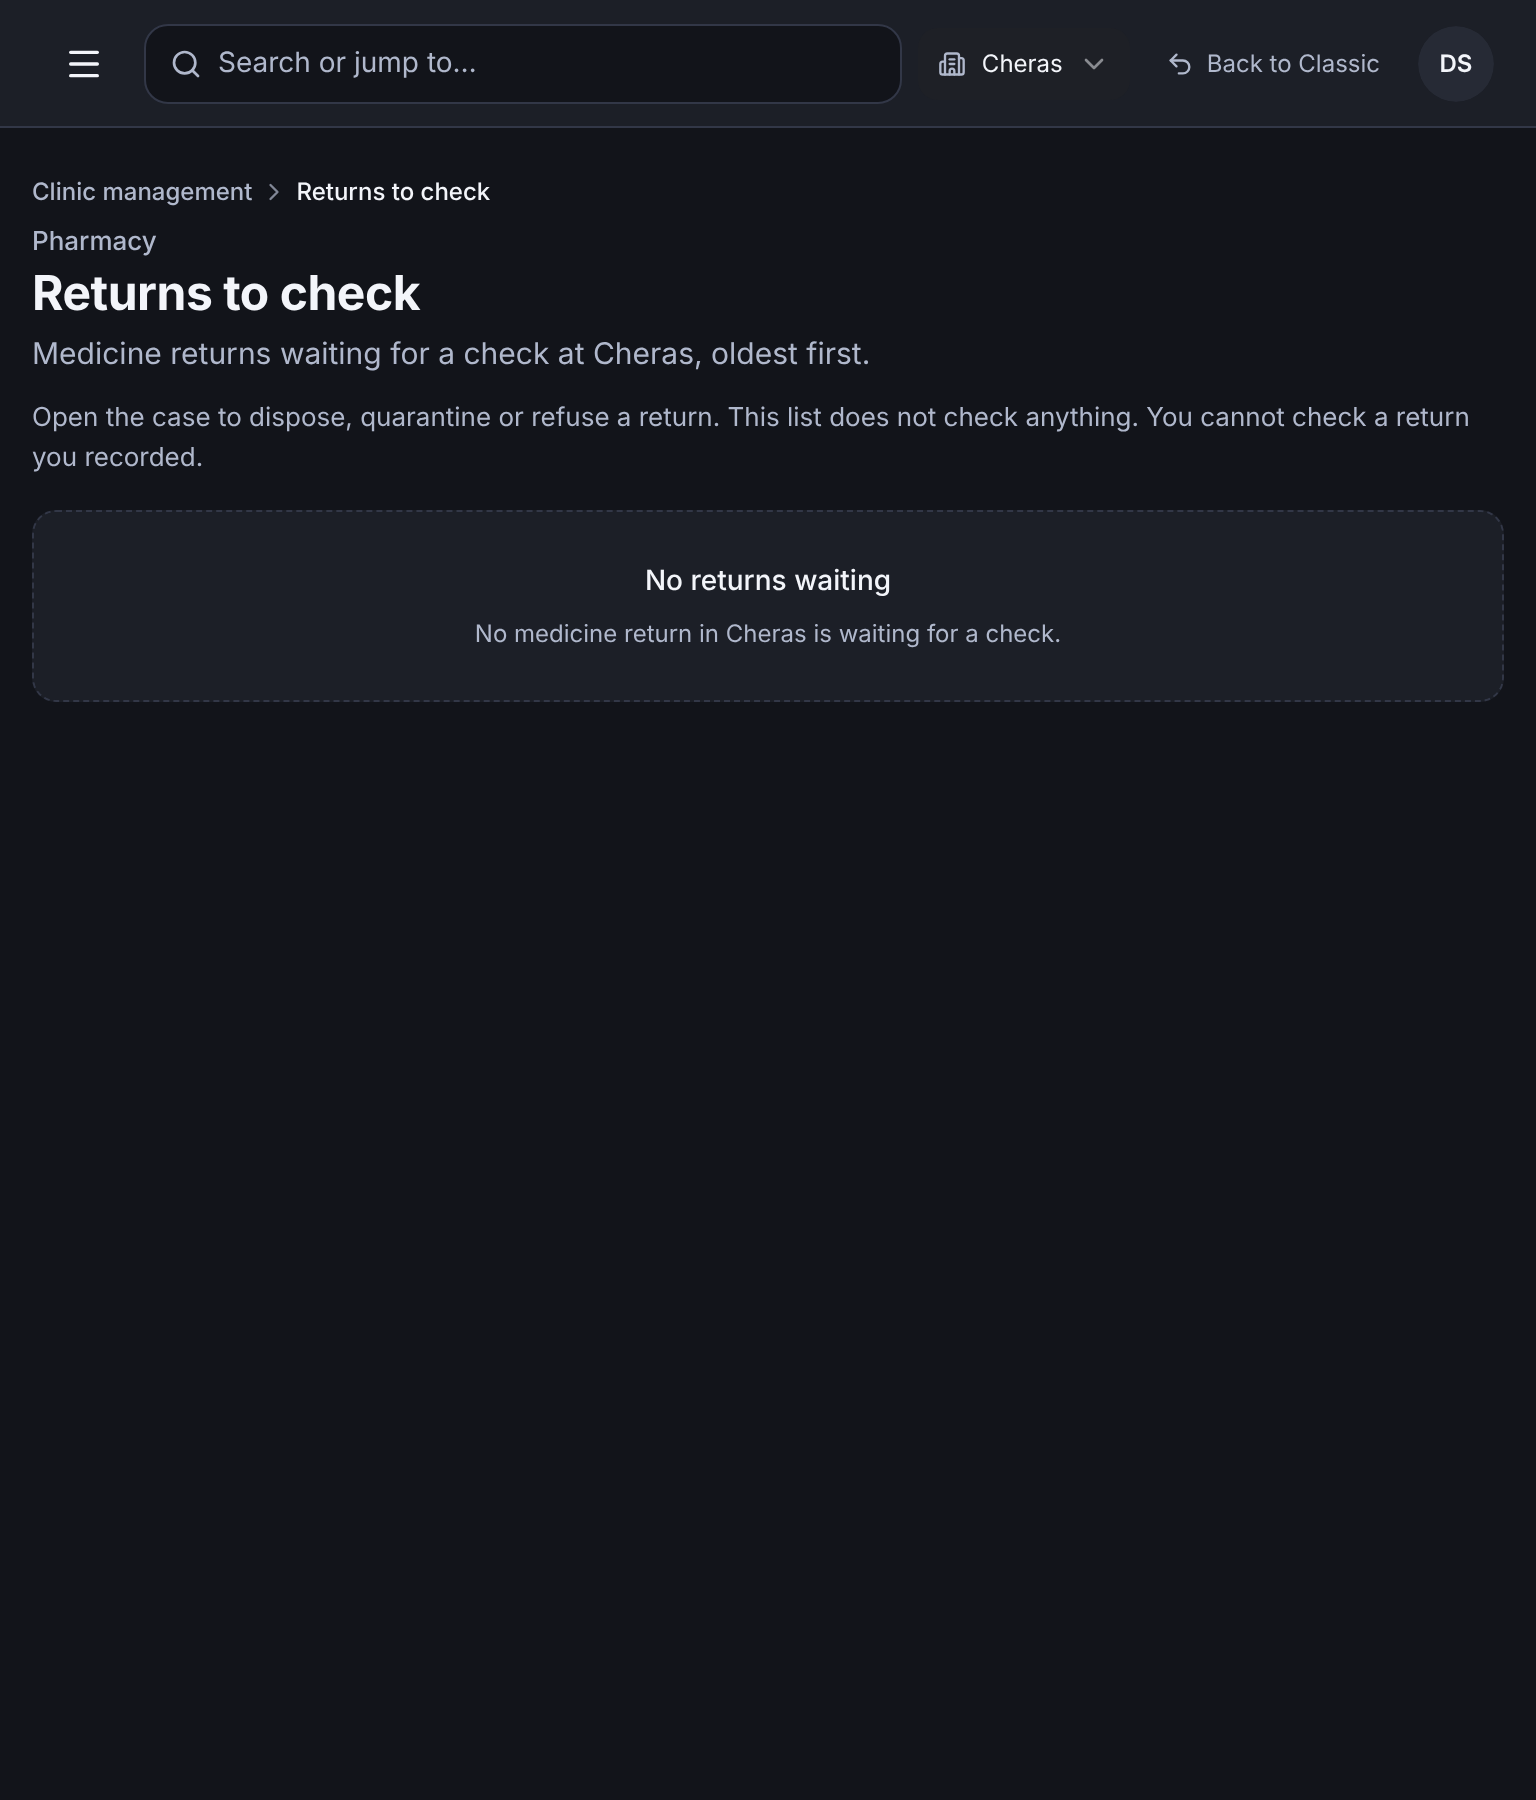 Search or jump to...
Cheras
Back to Classic
DS
Clinic management > Returns to check
Pharmacy
Returns to check
Medicine returns waiting for a check at Cheras, oldest first.
Open the case to dispose, quarantine or refuse a return. This list does not check anything. You cannot check a return
you recorded.
No returns waiting
No medicine return in Cheras is waiting for a check.